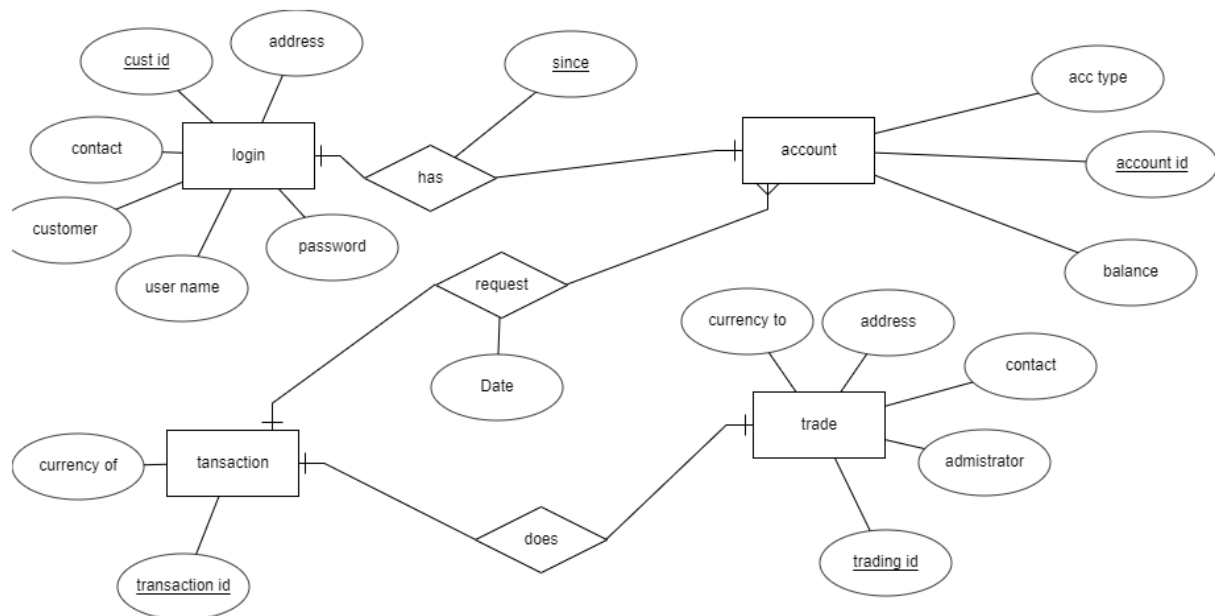 address
cust id
since
acc type
contact
login
account
account id
has
customer
password
user name
request
balance
currency to
address
Date
contact
trade
currency of
tansaction
admistrator
does
trading id
transaction id